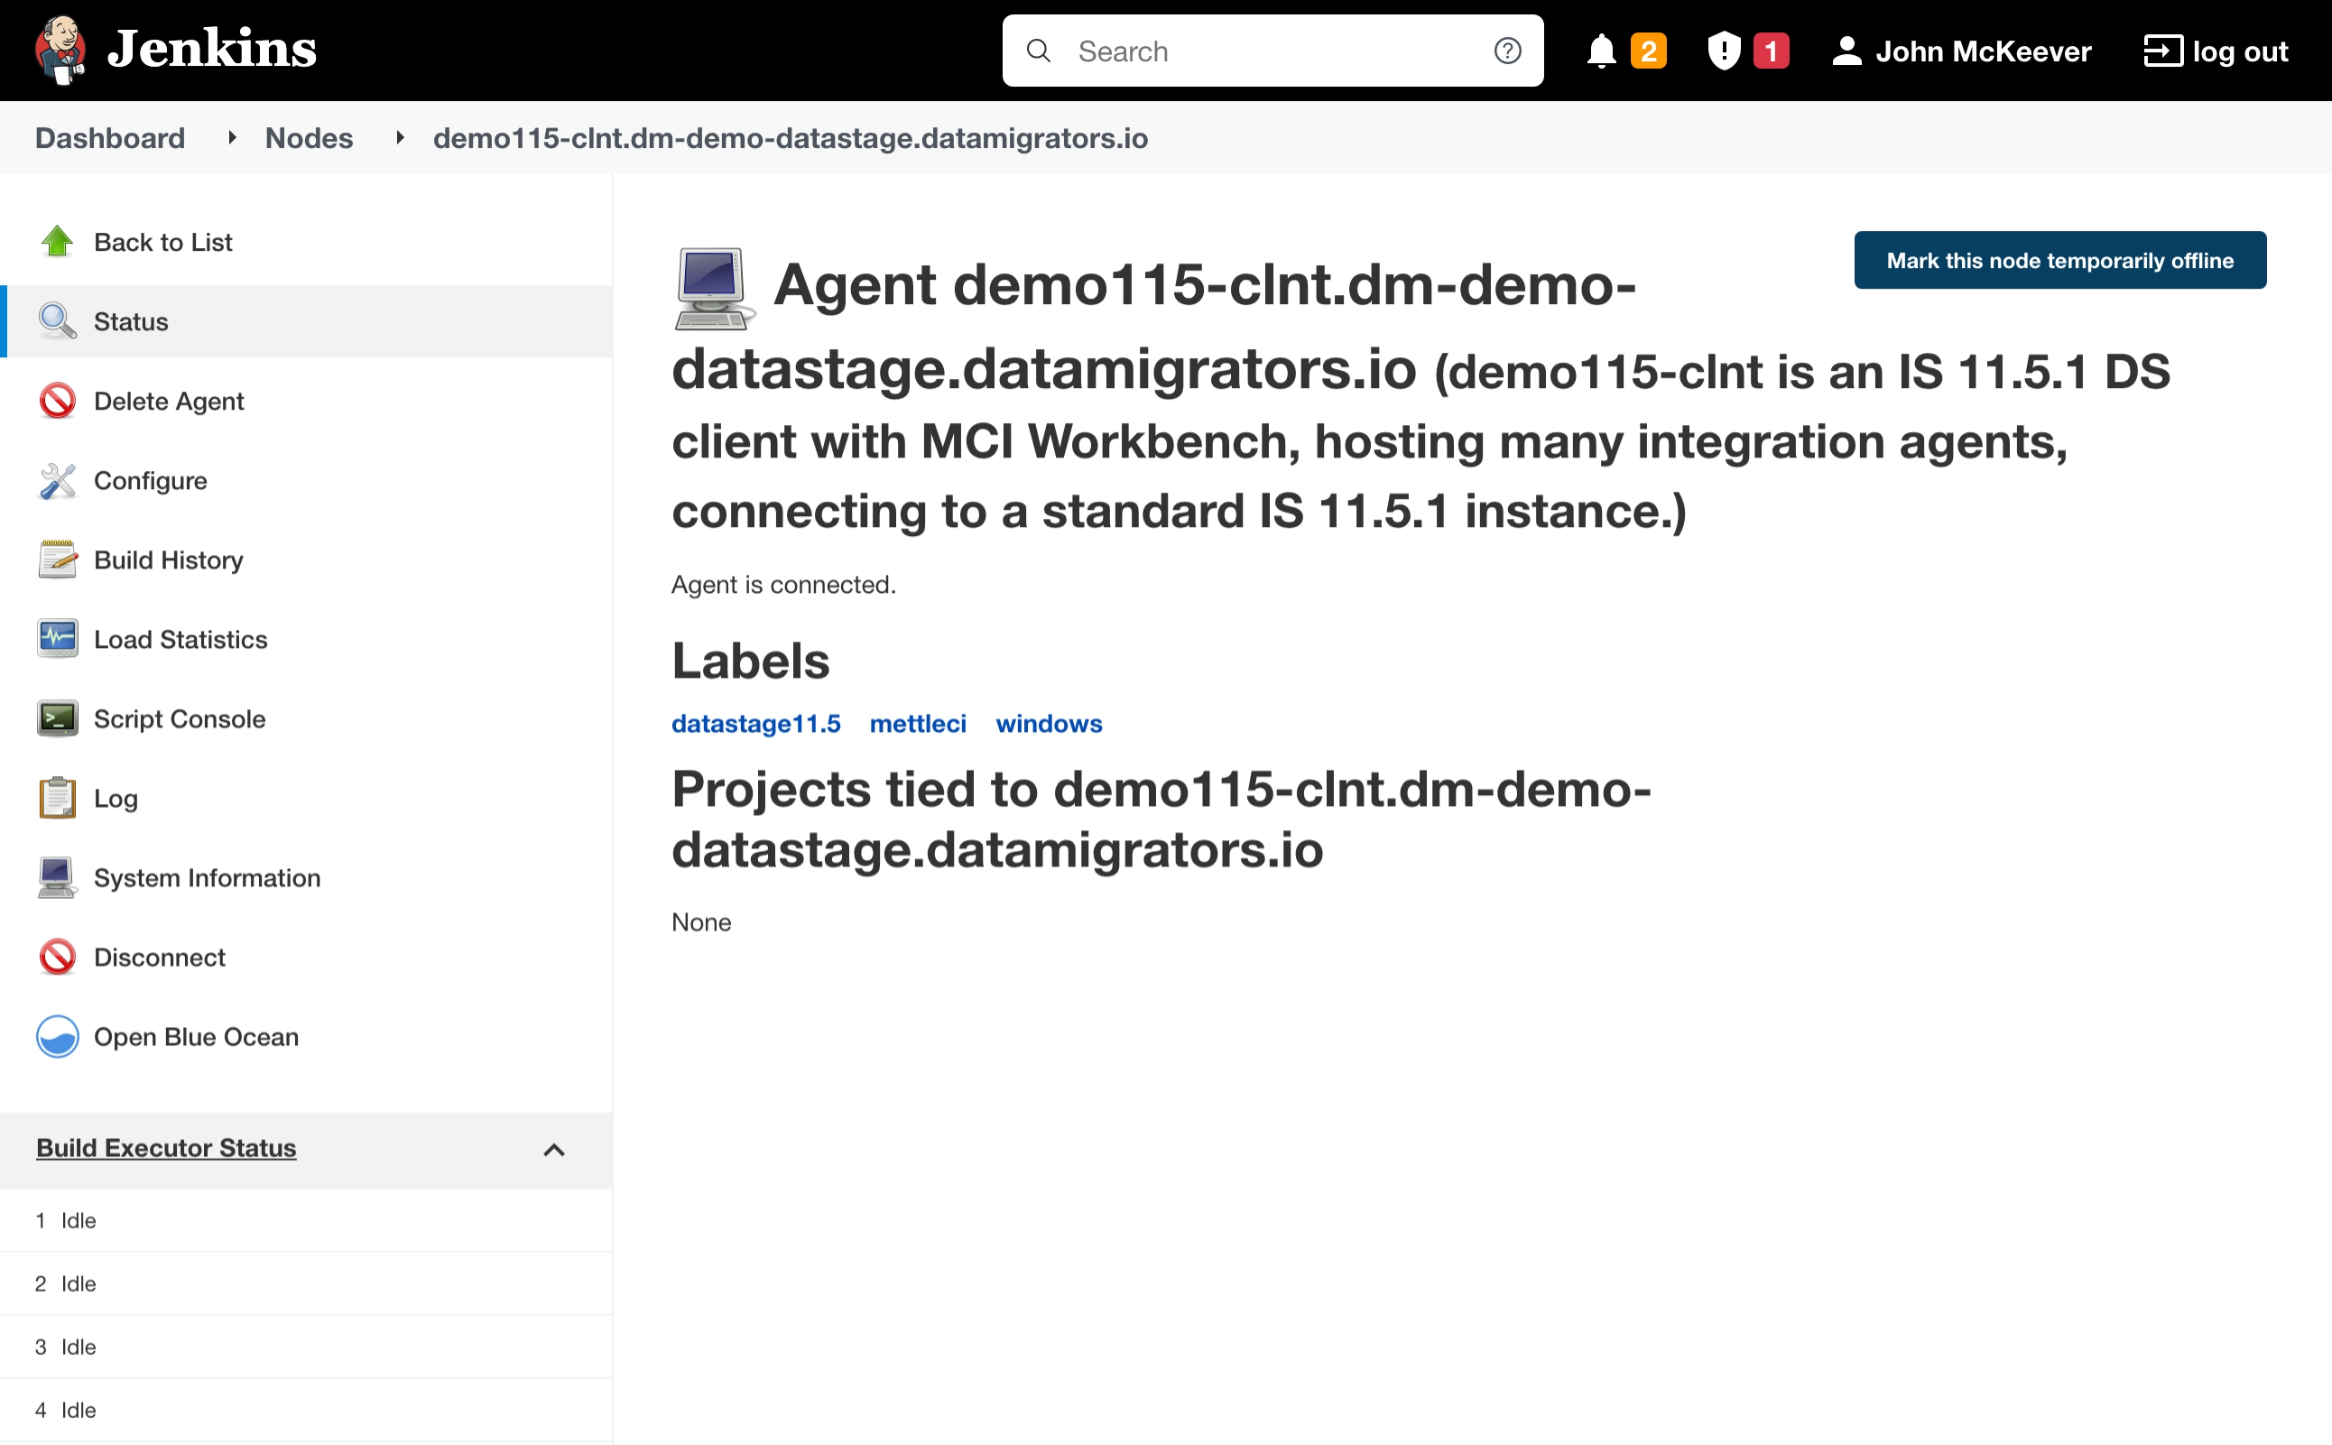 Jenkins
Search
2
1
John McKeever
log out
Dashboard
Nodes
demo115-clnt.dm-demo-datastage.datamigrators.io
Back to List
Status
Delete Agent
Configure
Build History
Load Statistics
Script Console
Log
System Information
Disconnect
Open Blue Ocean
Build Executor Status
1 Idle
2 Idle
3 Idle
4 Idle
Mark this node temporarily offline
Agent demo115-clnt.dm-demo-
datastage.datamigrators.io (demo115-clnt is an IS 11.5.1 DS
client with MCI Workbench, hosting many integration agents,
connecting to a standard IS 11.5.1 instance.)
Agent is connected.
Labels
datastage11.5 mettleci windows
Projects tied to demo115-clnt.dm-demo-
datastage.datamigrators.io
None